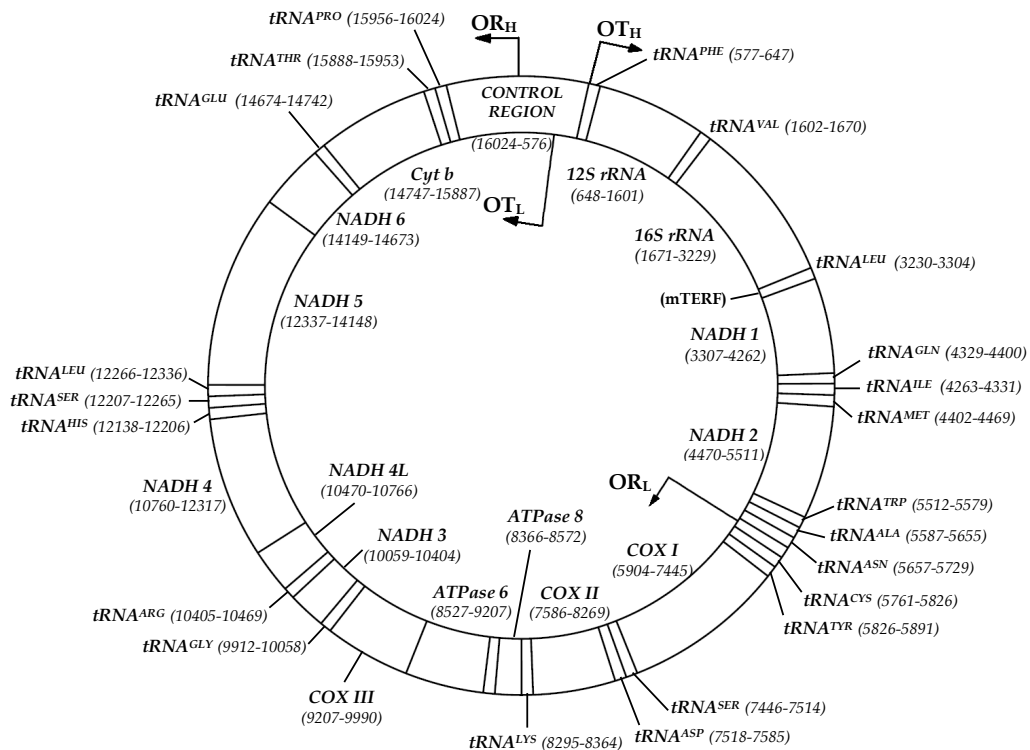 OR_H
OT_H
CONTROL
REGION
(16024-576)
OT_L
tRNA^PHE (577-647)
12S rRNA
(648-1601)
tRNA^VAL (1602-1670)
16S rRNA
(1671-3229)
tRNA^LEU (3230-3304)
(mTERF)
NADH 1
(3307-4262)
tRNA^GLN (4329-4400)
tRNA^ILE (4263-4331)
tRNA^MET (4402-4469)
NADH 2
(4470-5511)
OR_L
tRNA^TRP (5512-5579)
tRNA^ALA (5587-5655)
tRNA^ASN (5657-5729)
tRNA^CYS (5761-5826)
tRNA^TYR (5826-5891)
COX I
(5904-7445)
tRNA^SER (7446-7514)
tRNA^ASP (7518-7585)
COX II
(7586-8269)
tRNA^LYS (8295-8364)
ATPase 8
(8366-8572)
ATPase 6
(8527-9207)
COX III
(9207-9990)
tRNA^GLY (9912-10058)
NADH 3
(10059-10404)
tRNA^ARG (10405-10469)
NADH 4L
(10470-10766)
NADH 4
(10760-12317)
tRNA^HIS (12138-12206)
tRNA^SER (12207-12265)
tRNA^LEU (12266-12336)
NADH 5
(12337-14148)
NADH 6
(14149-14673)
tRNA^GLU (14674-14742)
Cyt b
(14747-15887)
tRNA^THR (15888-15953)
tRNA^PRO (15956-16024)